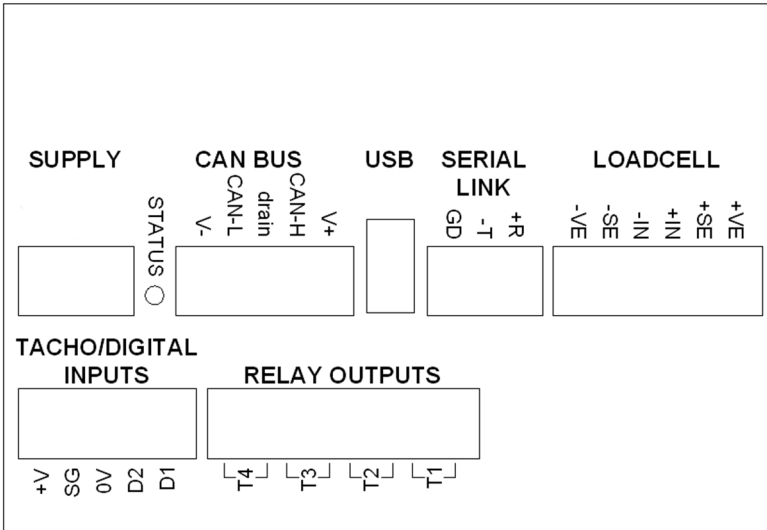 SUPPLY
CAN BUS
USB
SERIAL
LINK
LOADCELL
STATUS
V-
CAN-L
drain
CAN-H
V+
GD
-T
+R
-VE
-SE
-IN
+IN
+SE
+VE
TACHO/DIGITAL
INPUTS
RELAY OUTPUTS
+V
SG
0V
D2
D1
T4
T3
T2
T1